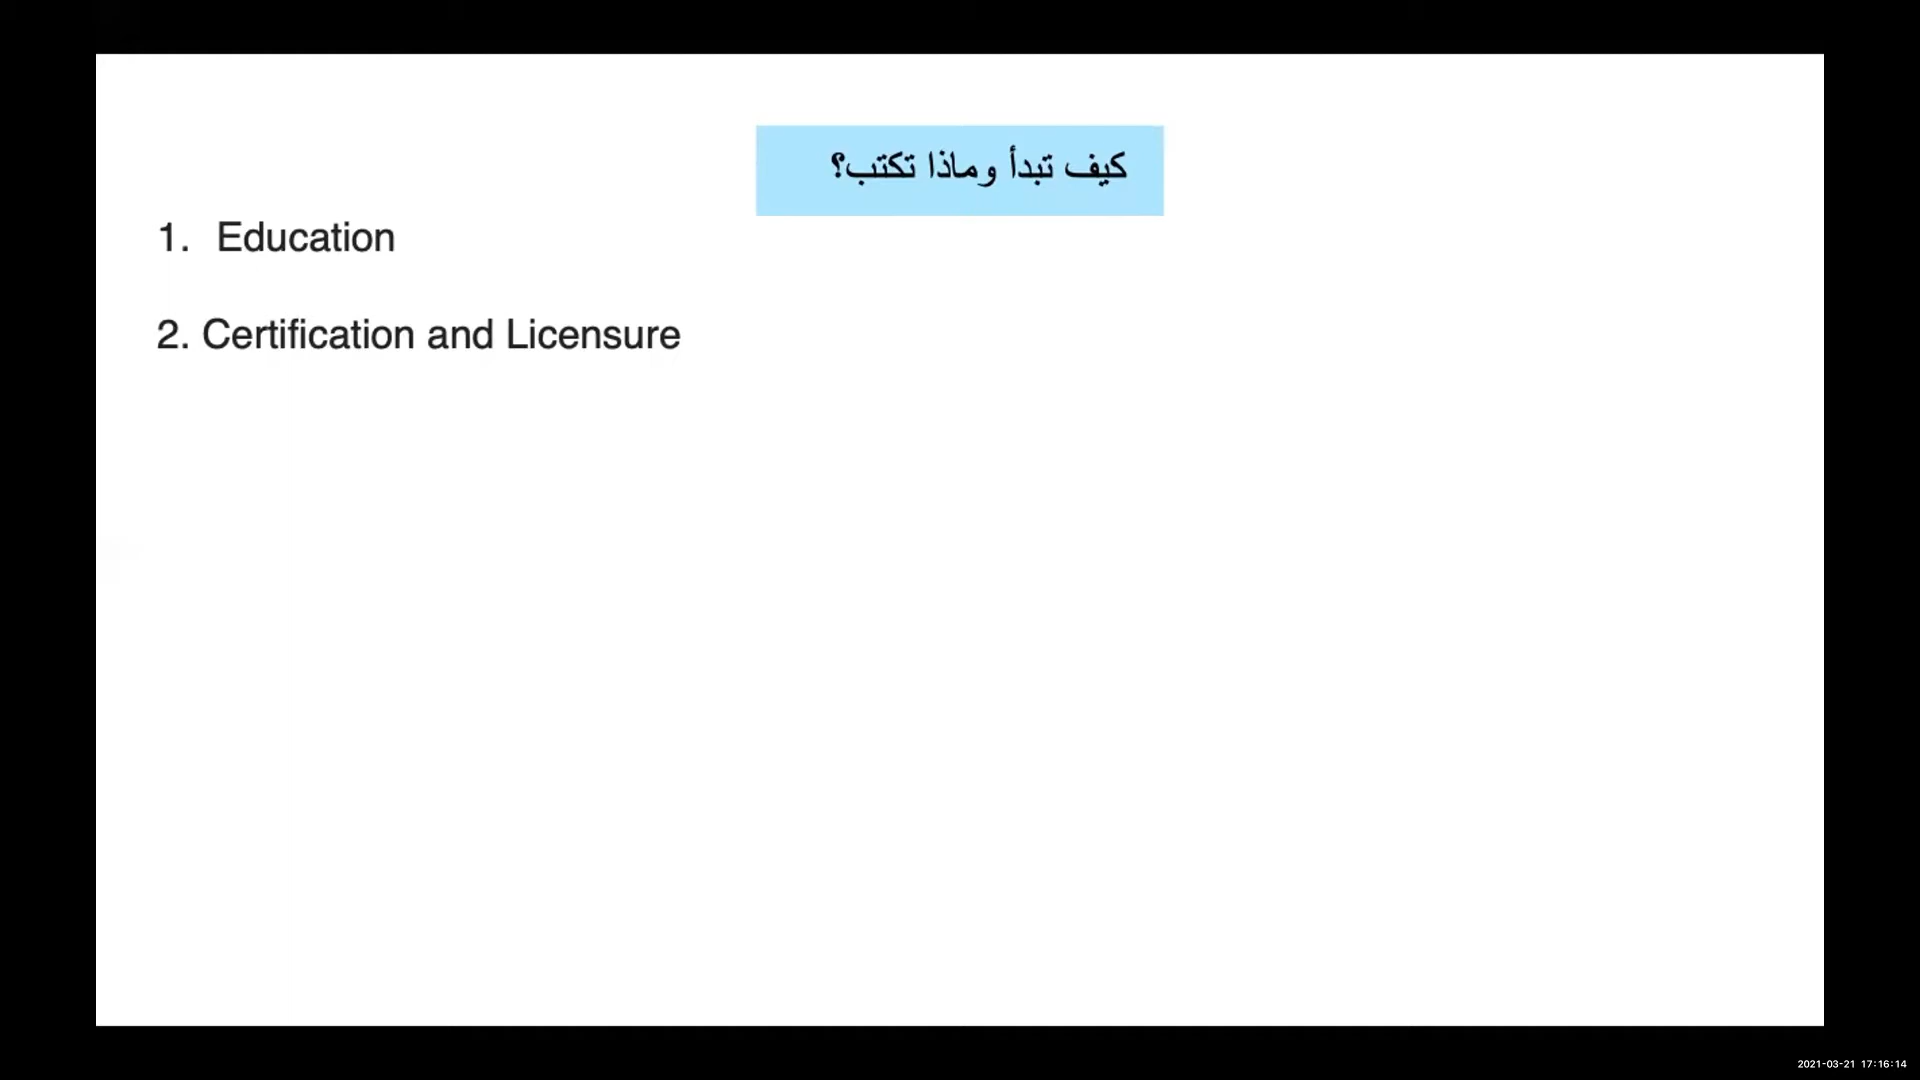 كيف تبدأ وماذا تكتب؟
1. Education
2. Certification and Licensure
2021-03-21 17:16:14